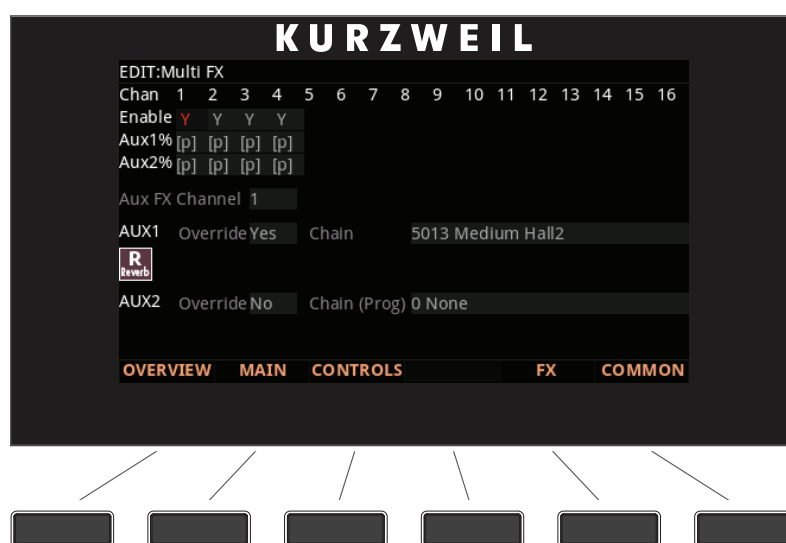 KURZWEIL
EDIT:Multi FX
Chan 1 2 3 4 5 6 7 8 9 10 11 12 13 14 15 16
Enable Y Y Y Y
Aux1% [p] [p] [p] [p]
Aux2% [p] [p] [p] [p]
Aux FX Channel 1
AUX1 Override Yes Chain 5013 Medium Hall2
R
Reverb
AUX2 Override No Chain (Prog) 0 None
OVERVIEW MAIN CONTROLS FX COMMON